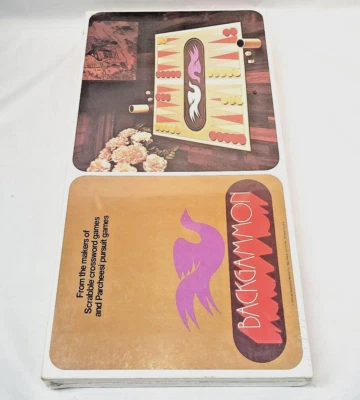 From the makers of
Scrabble crossword games
and Parcheesi pursuit games
BACKGAMMON